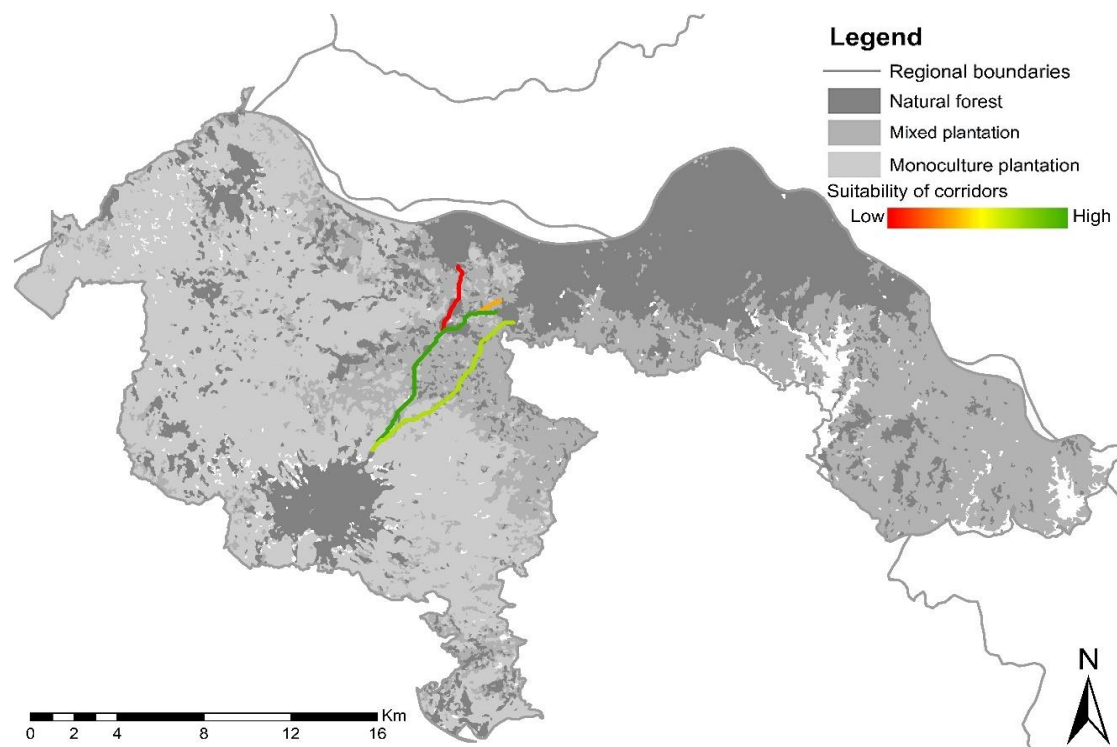 Legend
Regional boundaries
Natural forest
Mixed plantation
Monoculture plantation
Suitability of corridors
Low High
N
Km
0 2 4 8 12 16